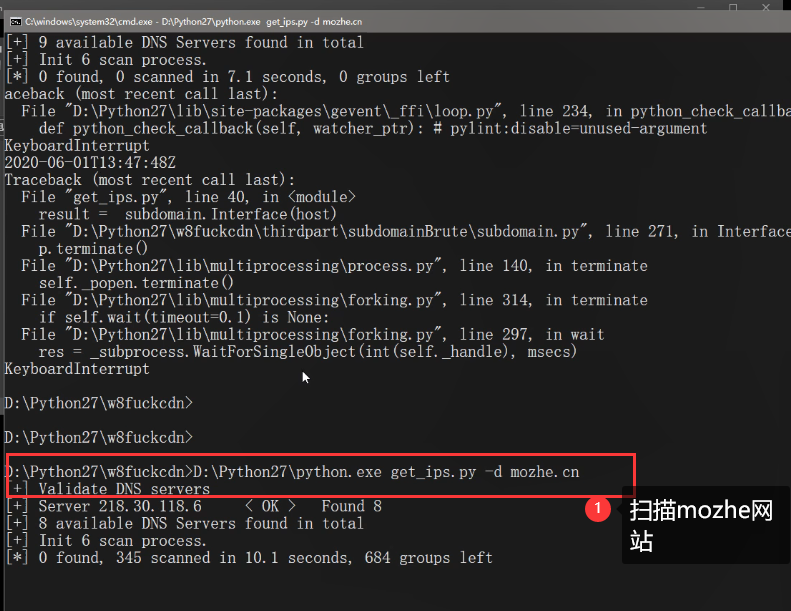 C:\windows\system32\cmd.exe - D:\Python27\python.exe get_ips.py -d mozhe.cn
[+] 9 available DNS Servers found in total
[+] Init 6 scan process.
[*] 0 found, 0 scanned in 7.1 seconds, 0 groups left
aceback (most recent call last):
File "D:\Python27\lib\site-packages\gevent\_ffi\loop.py", line 234, in python_check_callba
def python_check_callback(self, watcher_ptr): # pylint:disable=unused-argument
KeyboardInterrupt
2020-06-01T13:47:48Z
Traceback (most recent call last):
File "get_ips.py", line 40, in <module>
result = subdomain.Interface(host)
File "D:\Python27\w8fuckcdn\thirdpart\subdomainBrute\subdomain.py", line 271, in Interface
p.terminate()
File "D:\Python27\lib\multiprocessing\process.py", line 140, in terminate
self._popen.terminate()
File "D:\Python27\lib\multiprocessing\forking.py", line 314, in terminate
if self.wait(timeout=0.1) is None:
File "D:\Python27\lib\multiprocessing\forking.py", line 297, in wait
res = _subprocess.WaitForSingleObject(int(self._handle), msecs)
KeyboardInterrupt
D:\Python27\w8fuckcdn>
D:\Python27\w8fuckcdn>
D:\Python27\w8fuckcdn>D:\Python27\python.exe get_ips.py -d mozhe.cn
[+] Validate DNS servers
[+] Server 218.30.118.6 < OK > Found 8
[+] 8 available DNS Servers found in total
[+] Init 6 scan process.
[*] 0 found, 345 scanned in 10.1 seconds, 684 groups left
1
扫描mozhe网
站